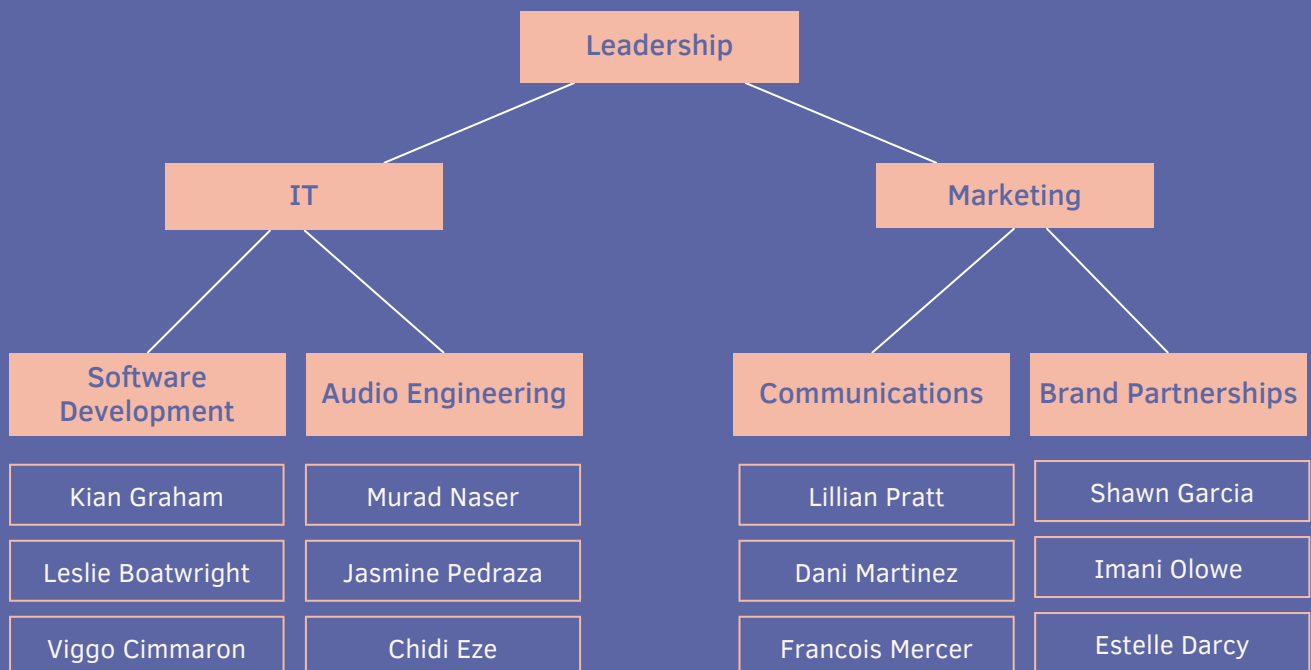 Leadership
IT
Marketing
Software
Development
Audio Engineering
Communications
Brand Partnerships
Kian Graham
Murad Naser
Lillian Pratt
Shawn Garcia
Leslie Boatwright
Jasmine Pedraza
Dani Martinez
Imani Olowe
Viggo Cimmaron
Chidi Eze
Francois Mercer
Estelle Darcy